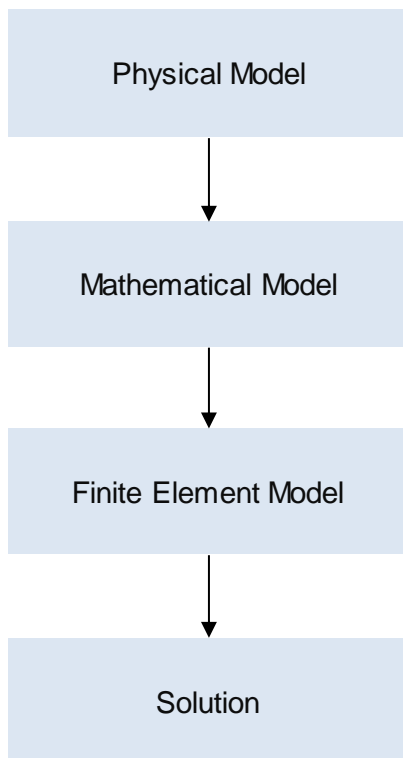 Physical Model
Mathematical Model
Finite Element Model
Solution